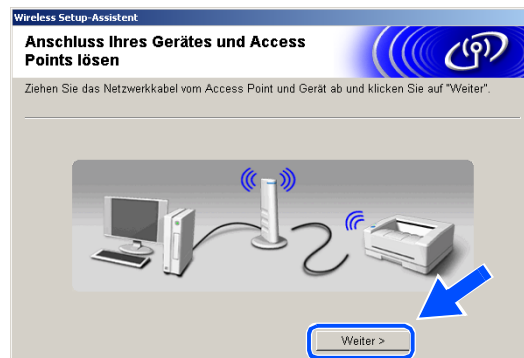 Wireless Setup-Assistent
Anschluss Ihres Gerätes und Access
Points lösen
Ziehen Sie das Netzwerkkabel vom Access Point und Gerät ab und klicken Sie auf "Weiter".
Weiter >